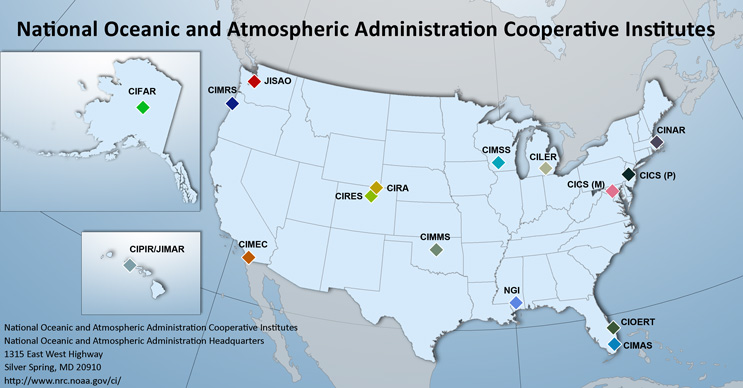 National Oceanic and Atmospheric Administration Cooperative Institutes
CIFAR
JISAO
CIMRS
CINAR
CIMSS
CILER
CICS (P)
CICS (M)
CIRA
CIRES
CIMMS
CIMEC
CIPIR/JIMAR
NGI
CIOERT
CIMAS
National Oceanic and Atmospheric Administration Cooperative Institutes
National Oceanic and Atmospheric Administration Headquarters
1315 East West Highway
Silver Spring, MD 20910
http://www.nrc.noaa.gov/ci/